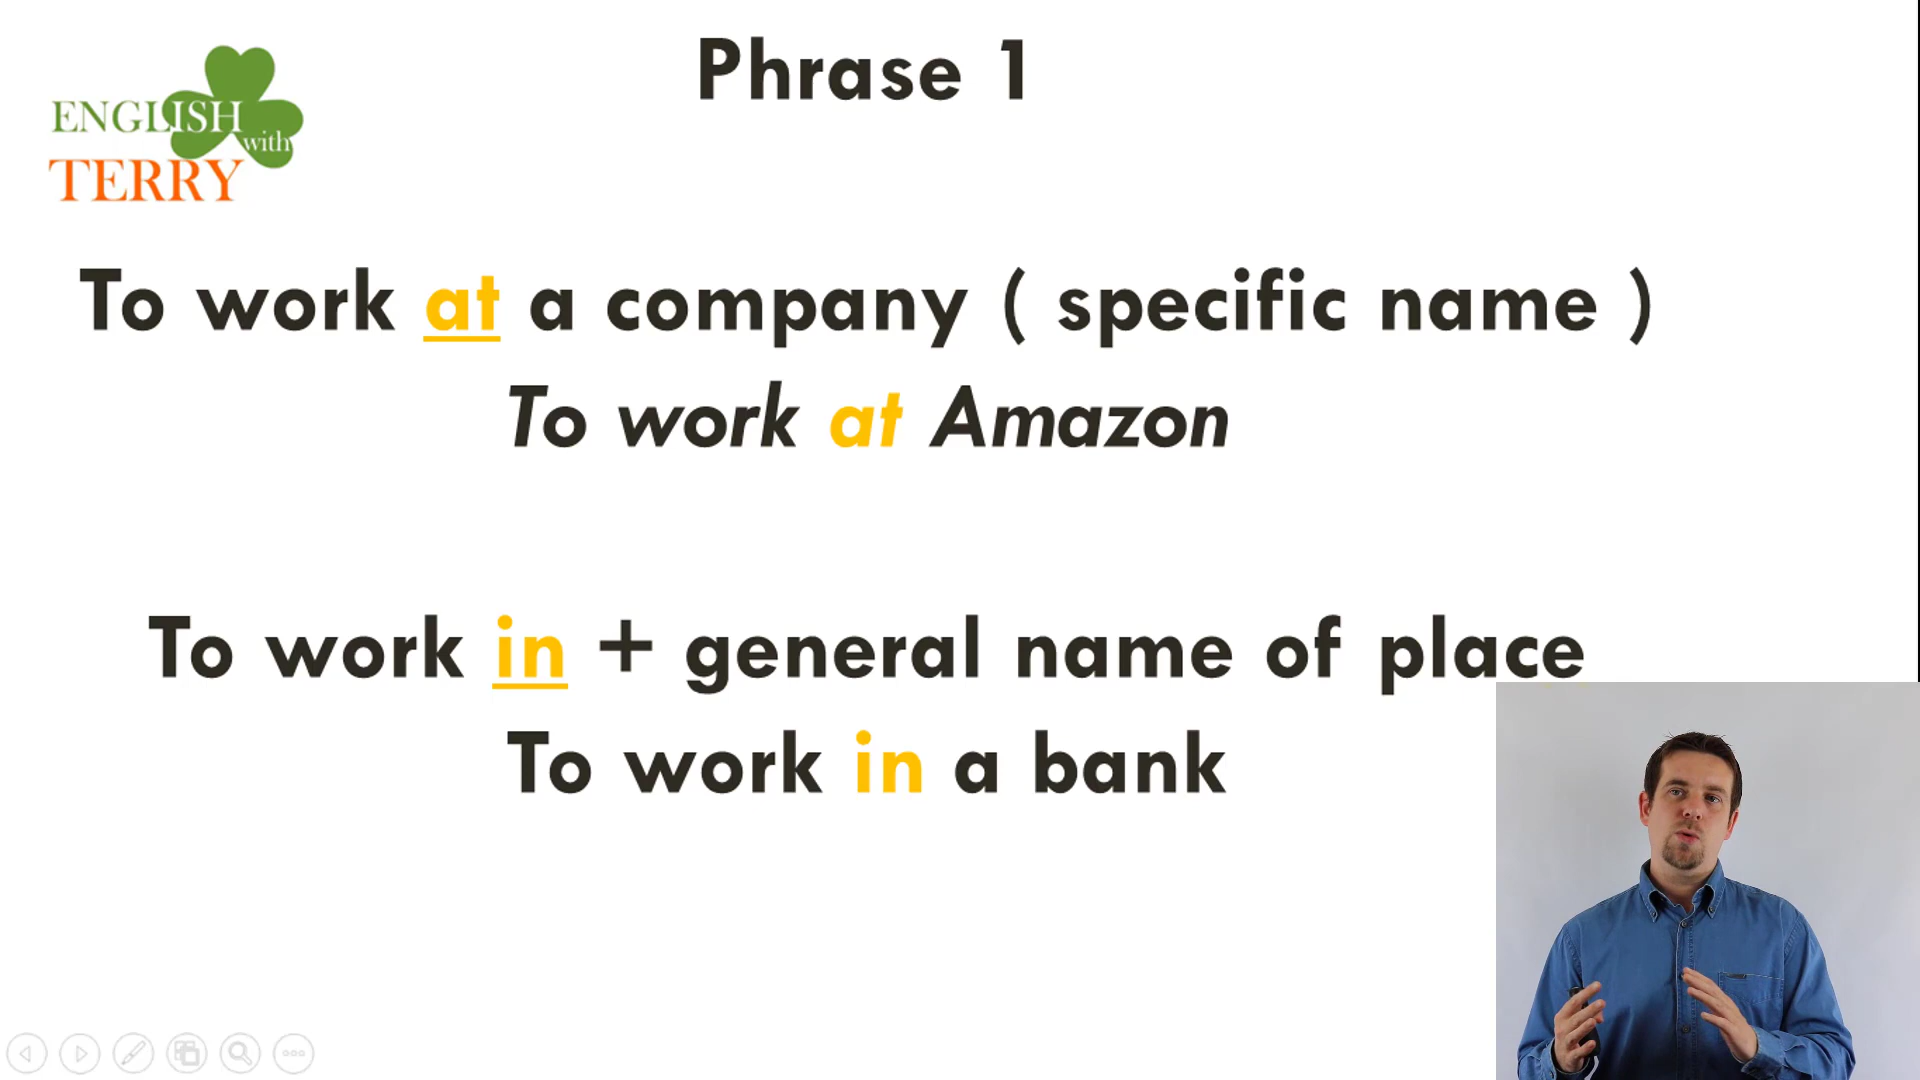 ENGLISH
with
TERRY
Phrase 1
To work at a company ( specific name )
To work at Amazon
To work in + general name of place
To work in a bank